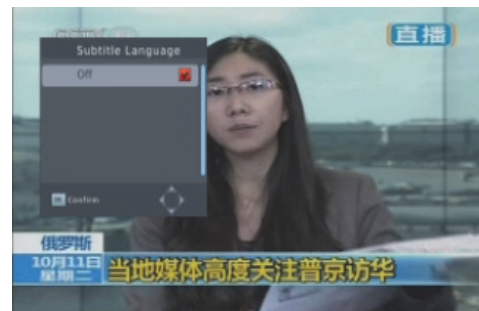 直播
Subtitle Language
Off
OK Confirm
俄罗斯
10月11日
星期二
当地媒体高度关注普京访华